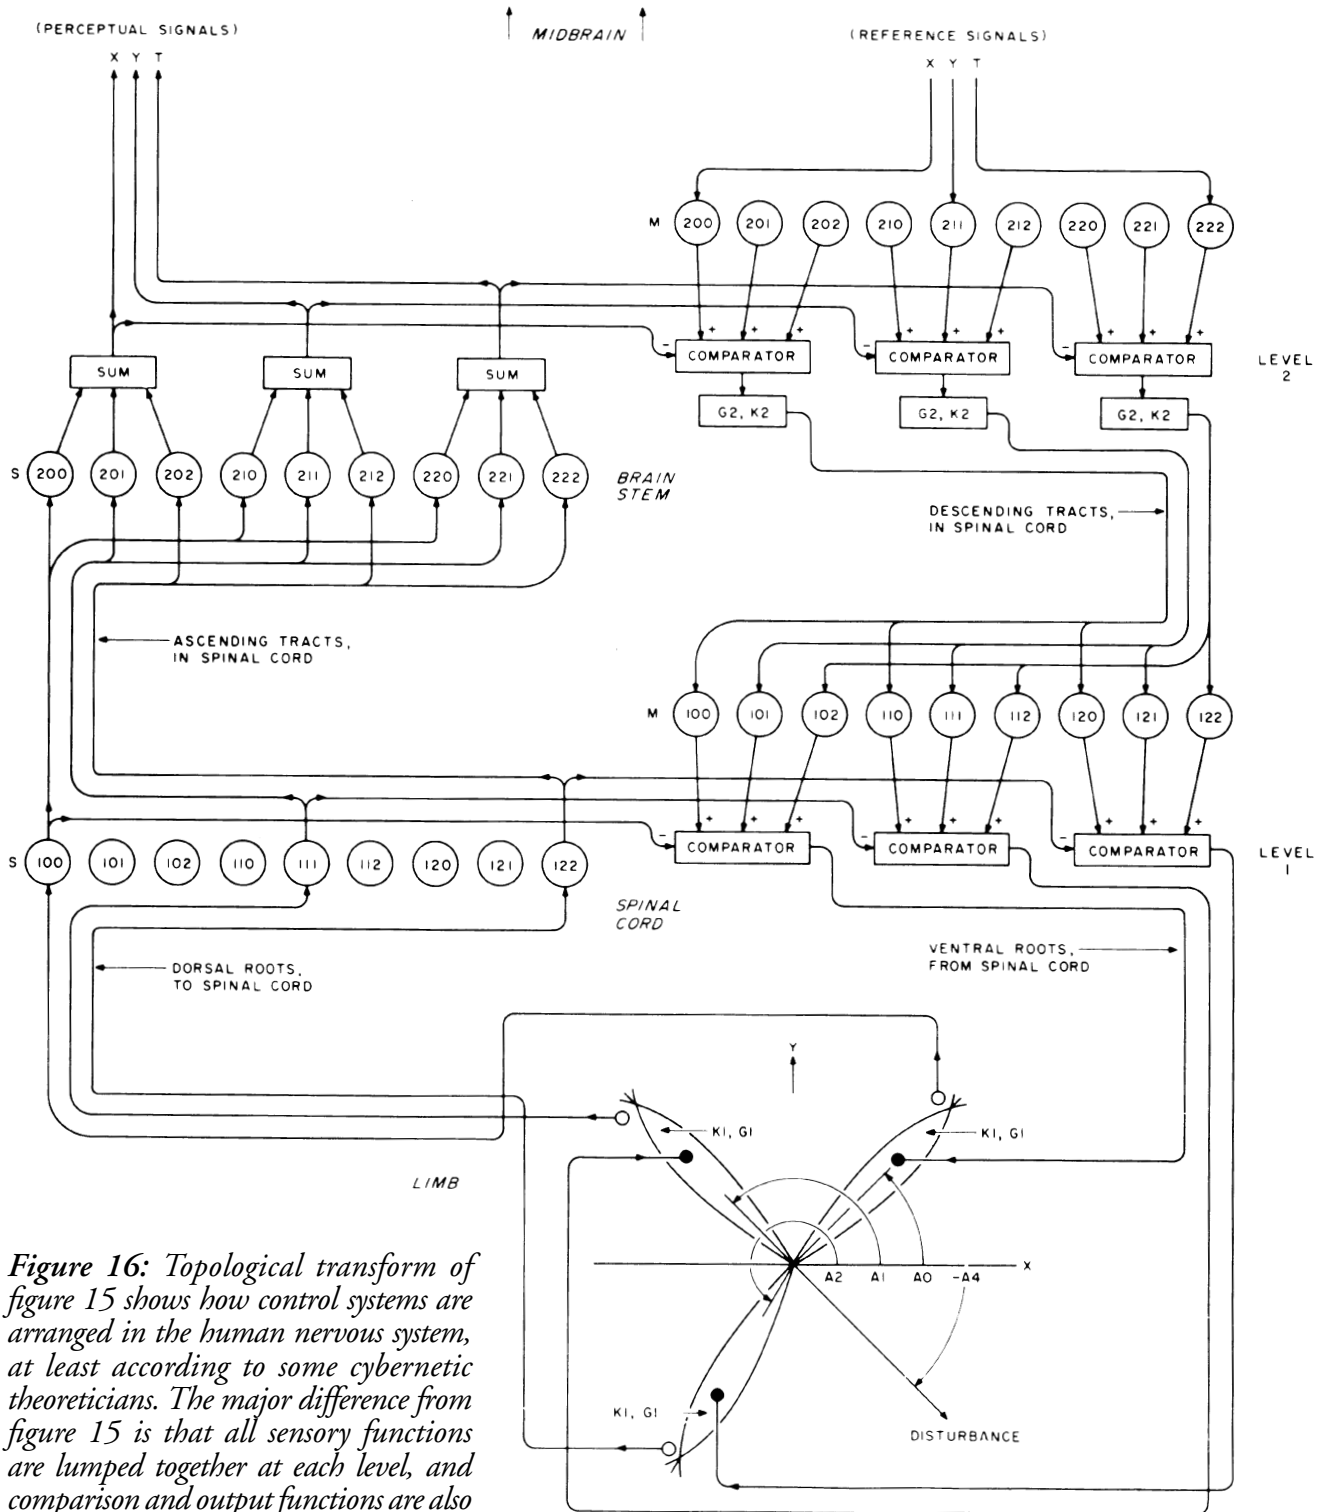 (PERCEPTUAL SIGNALS)
X Y T
MIDBRAIN
(REFERENCE SIGNALS)
X Y T
M 200 201 202 210 211 212 220 221 222
+ + + + + + + + +
- COMPARATOR - COMPARATOR - COMPARATOR
LEVEL
2
SUM SUM SUM
G2, K2 G2, K2 G2, K2
S 200 201 202 210 211 212 220 221 222
BRAIN
STEM
DESCENDING TRACTS,
IN SPINAL CORD
ASCENDING TRACTS,
IN SPINAL CORD
M 100 101 102 110 111 112 120 121 122
+ + + + + + + + +
- COMPARATOR - COMPARATOR - COMPARATOR
LEVEL
1
S 100 101 102 110 111 112 120 121 122
SPINAL
CORD
DORSAL ROOTS,
TO SPINAL CORD
VENTRAL ROOTS,
FROM SPINAL CORD
Y
K1, G1
K1, G1
LIMB
A2 A1 A0 -A4
X
K1, G1
DISTURBANCE
Figure 16: Topological transform of
figure 15 shows how control systems are
arranged in the human nervous system,
at least according to some cybernetic
theoreticians. The major difference from
figure 15 is that all sensory functions
are lumped together at each level, and
comparison and output functions are also